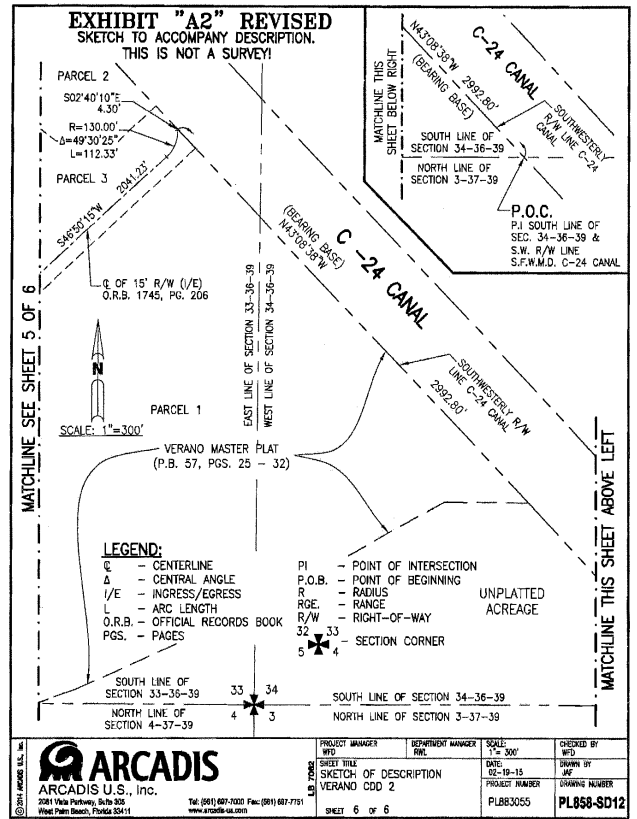 EXHIBIT "A2" REVISED
SKETCH TO ACCOMPANY DESCRIPTION.
THIS IS NOT A SURVEY!
PARCEL 2
S02°40'10"E
4.30'
R=130.00'
Δ=49°30'25"
L=112.33'
PARCEL 3
2041.23'
S46°50'15"W
℄ OF 15' R/W (I/E)
O.R.B. 1745, PG. 206
MATCHLINE SEE SHEET 5 OF 6
N
SCALE: 1"=300'
PARCEL 1
EAST LINE OF SECTION 33-36-39
WEST LINE OF SECTION 34-36-39
(BEARING BASE)
N43°08'38"W
C-24 CANAL
SOUTHWESTERLY R/W
LINE C-24 CANAL
2992.80'
VERANO MASTER PLAT
(P.B. 57, PGS. 25 - 32)
MATCHLINE THIS
SHEET BELOW RIGHT
N43°08'38"W 2992.80'
(BEARING BASE)
C-24 CANAL
SOUTHWESTERLY
R/W LINE C-24
CANAL
SOUTH LINE OF
SECTION 34-36-39
NORTH LINE OF
SECTION 3-37-39
P.O.C.
P.I SOUTH LINE OF
SEC. 34-36-39 &
S.W. R/W LINE
S.F.W.M.D. C-24 CANAL
MATCHLINE THIS SHEET ABOVE LEFT
LEGEND:
℄ - CENTERLINE
Δ - CENTRAL ANGLE
I/E - INGRESS/EGRESS
L - ARC LENGTH
O.R.B. - OFFICIAL RECORDS BOOK
PGS. - PAGES
PI - POINT OF INTERSECTION
P.O.B. - POINT OF BEGINNING
R - RADIUS
RGE. - RANGE
R/W - RIGHT-OF-WAY
32 33
5 4 - SECTION CORNER
UNPLATTED
ACREAGE
SOUTH LINE OF
SECTION 33-36-39
33 34
SOUTH LINE OF SECTION 34-36-39
NORTH LINE OF
SECTION 4-37-39
4 3
NORTH LINE OF SECTION 3-37-39
© 2014 ARCADIS U.S., Inc.
ARCADIS
ARCADIS U.S., Inc.
2081 Vista Parkway, Suite 305
West Palm Beach, Florida 33411
Tel: (561) 697-7000 Fax: (561) 697-7751
www.arcadis-us.com
LB 7062
PROJECT MANAGER
WFD
DEPARTMENT MANAGER
RWL
SCALE:
1"= 300'
CHECKED BY
WFD
SHEET TITLE
SKETCH OF DESCRIPTION
VERANO CDD 2
DATE:
02-19-15
DRAWN BY
JAF
SHEET 6 OF 6
PROJECT NUMBER
PL883055
DRAWING NUMBER
PL858-SD12